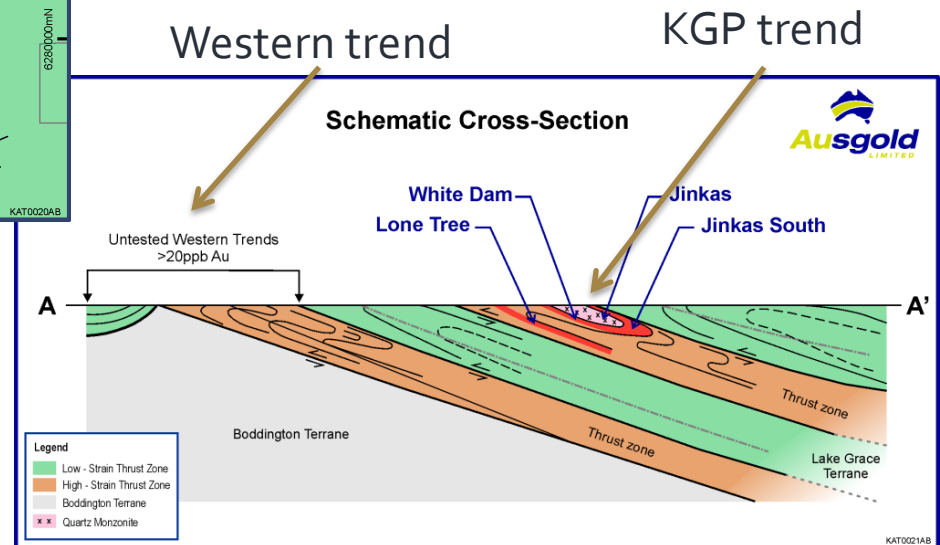 6280000mN
KAT0020AB
Western trend
KGP trend
Schematic Cross-Section
Ausgold
LIMITED
White Dam
Jinkas
Lone Tree
Jinkas South
Untested Western Trends
>20ppb Au
A
A'
Thrust zone
Boddington Terrane
Thrust zone
Lake Grace
Terrane
Legend
Low - Strain Thrust Zone
High - Strain Thrust Zone
Boddington Terrane
x x Quartz Monzonite
KAT0021AB